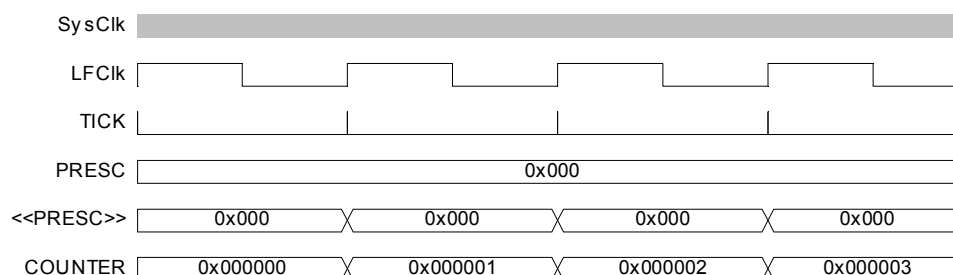 SysClk
LFClk
TICK
PRESC 0x000
<<PRESC>> 0x000 0x000 0x000 0x000
COUNTER 0x000000 0x000001 0x000002 0x000003